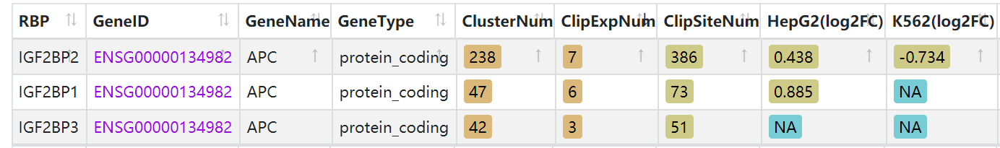 RBP GeneID GeneName GeneType ClusterNum ClipExpNum ClipSiteNum HepG2(log2FC) K562(log2FC)
IGF2BP2 ENSG00000134982 APC protein_coding 238 7 386 0.438 -0.734
IGF2BP1 ENSG00000134982 APC protein_coding 47 6 73 0.885 NA
IGF2BP3 ENSG00000134982 APC protein_coding 42 3 51 NA NA